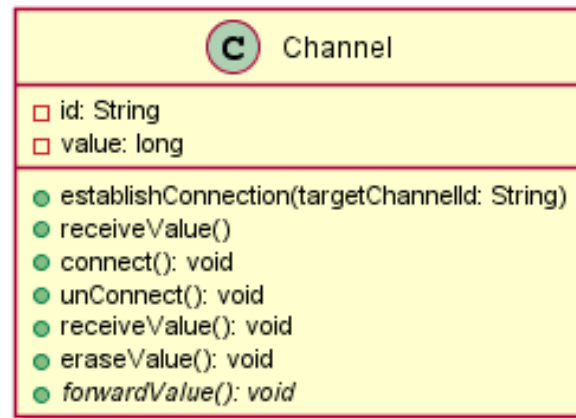 C Channel
id: String
value: long
establishConnection(targetChannelId: String)
receiveValue()
connect(): void
unConnect(): void
receiveValue(): void
eraseValue(): void
forwardValue(): void